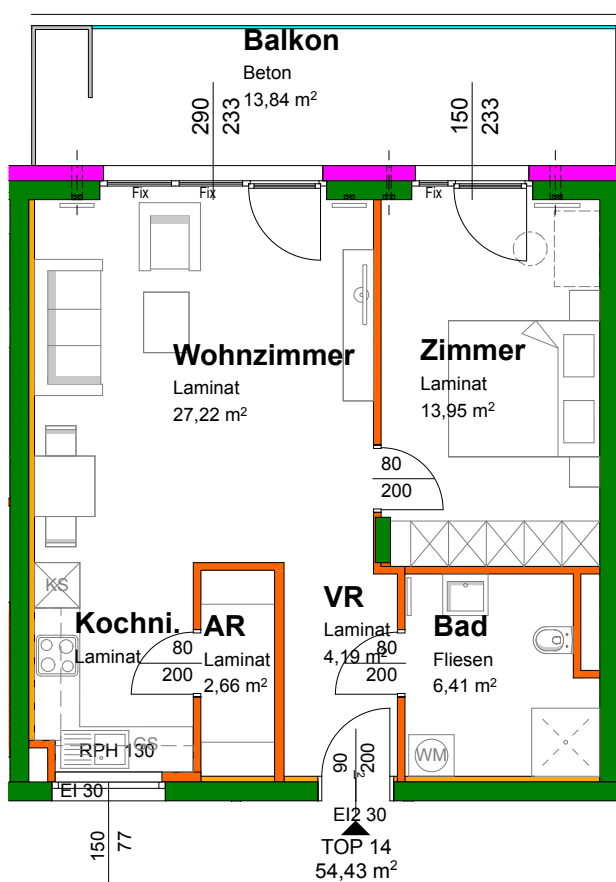 Balkon
Beton
13,84 m²
290
233
150
233
Fix
Fix
Fix
Wohnzimmer
Laminat
27,22 m²
Zimmer
Laminat
13,95 m²
80
200
KS
Kochni.
Laminat
80
200
AR
Laminat
2,66 m²
VR
Laminat
4,19 m²
80
200
Bad
Fliesen
6,41 m²
GS
RPH 130
WM
EI 30
90
200
EI2 30
150
77
TOP 14
54,43 m²